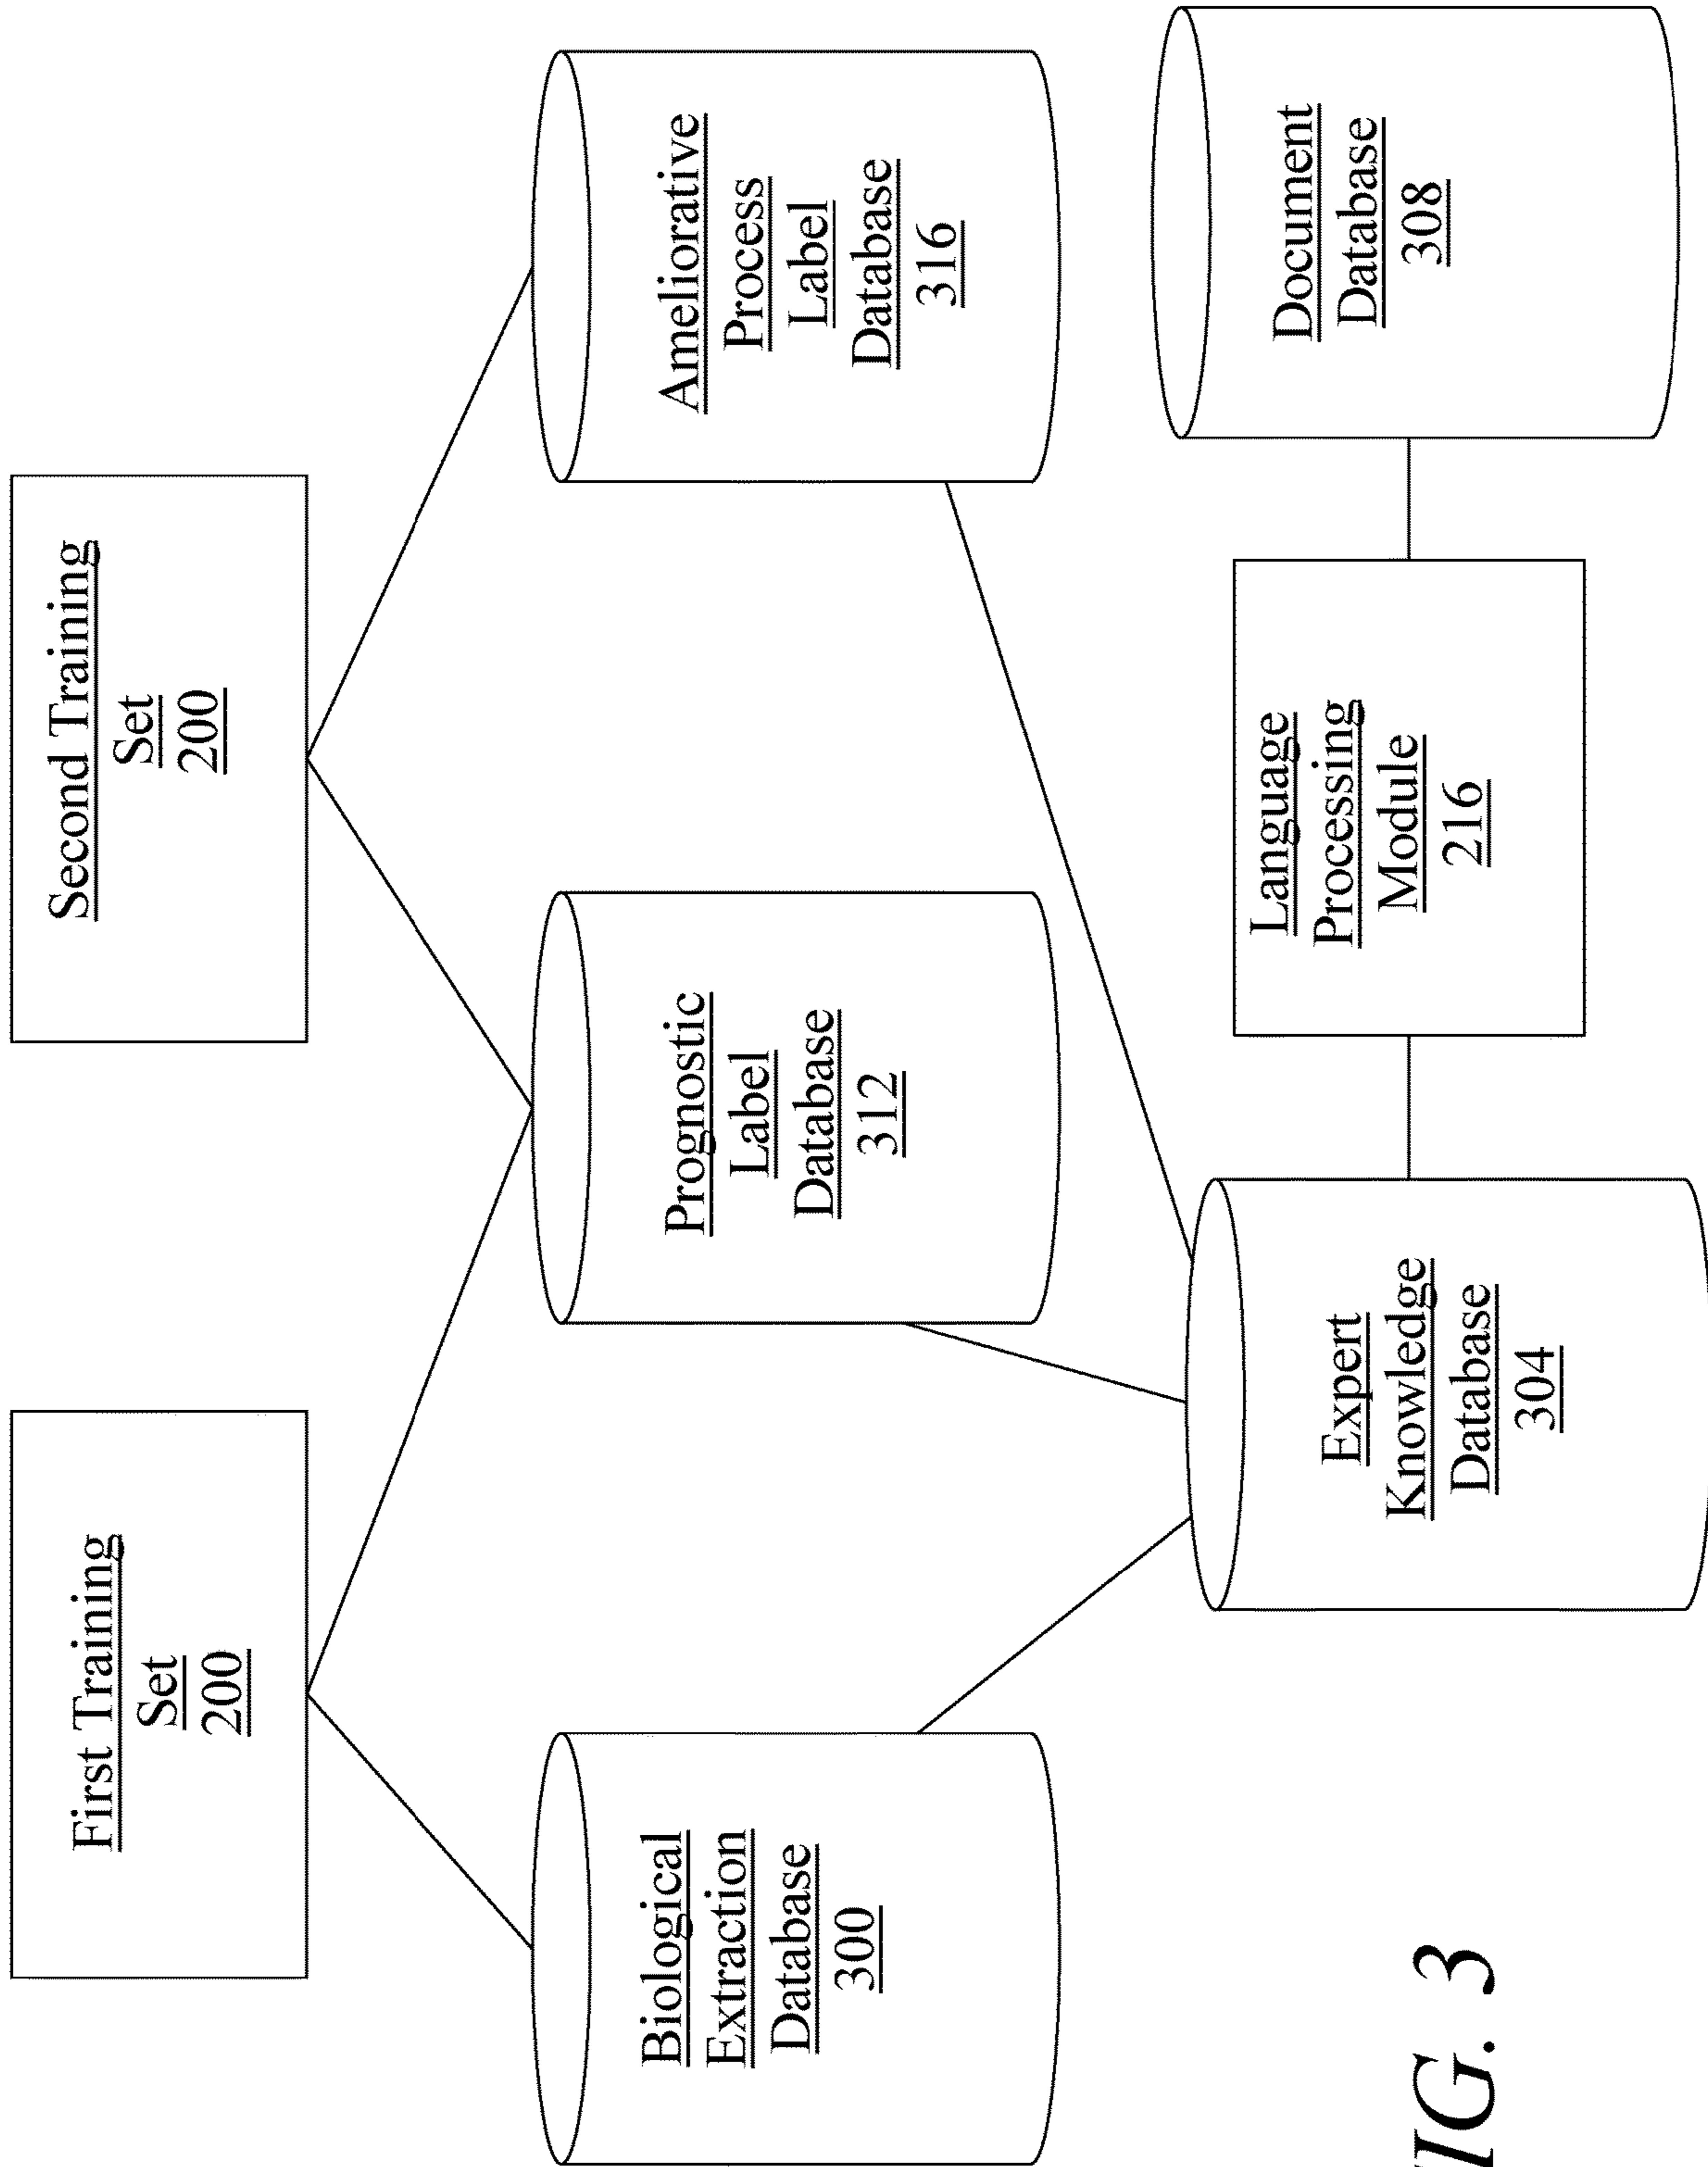 First Training
Set
200
Second Training
Set
200
Biological
Extraction
Database
300
Prognostic
Label
Database
312
Ameliorative
Process
Label
Database
316
Expert
Knowledge
Database
304
Language
Processing
Module
216
Document
Database
308
IG. 3